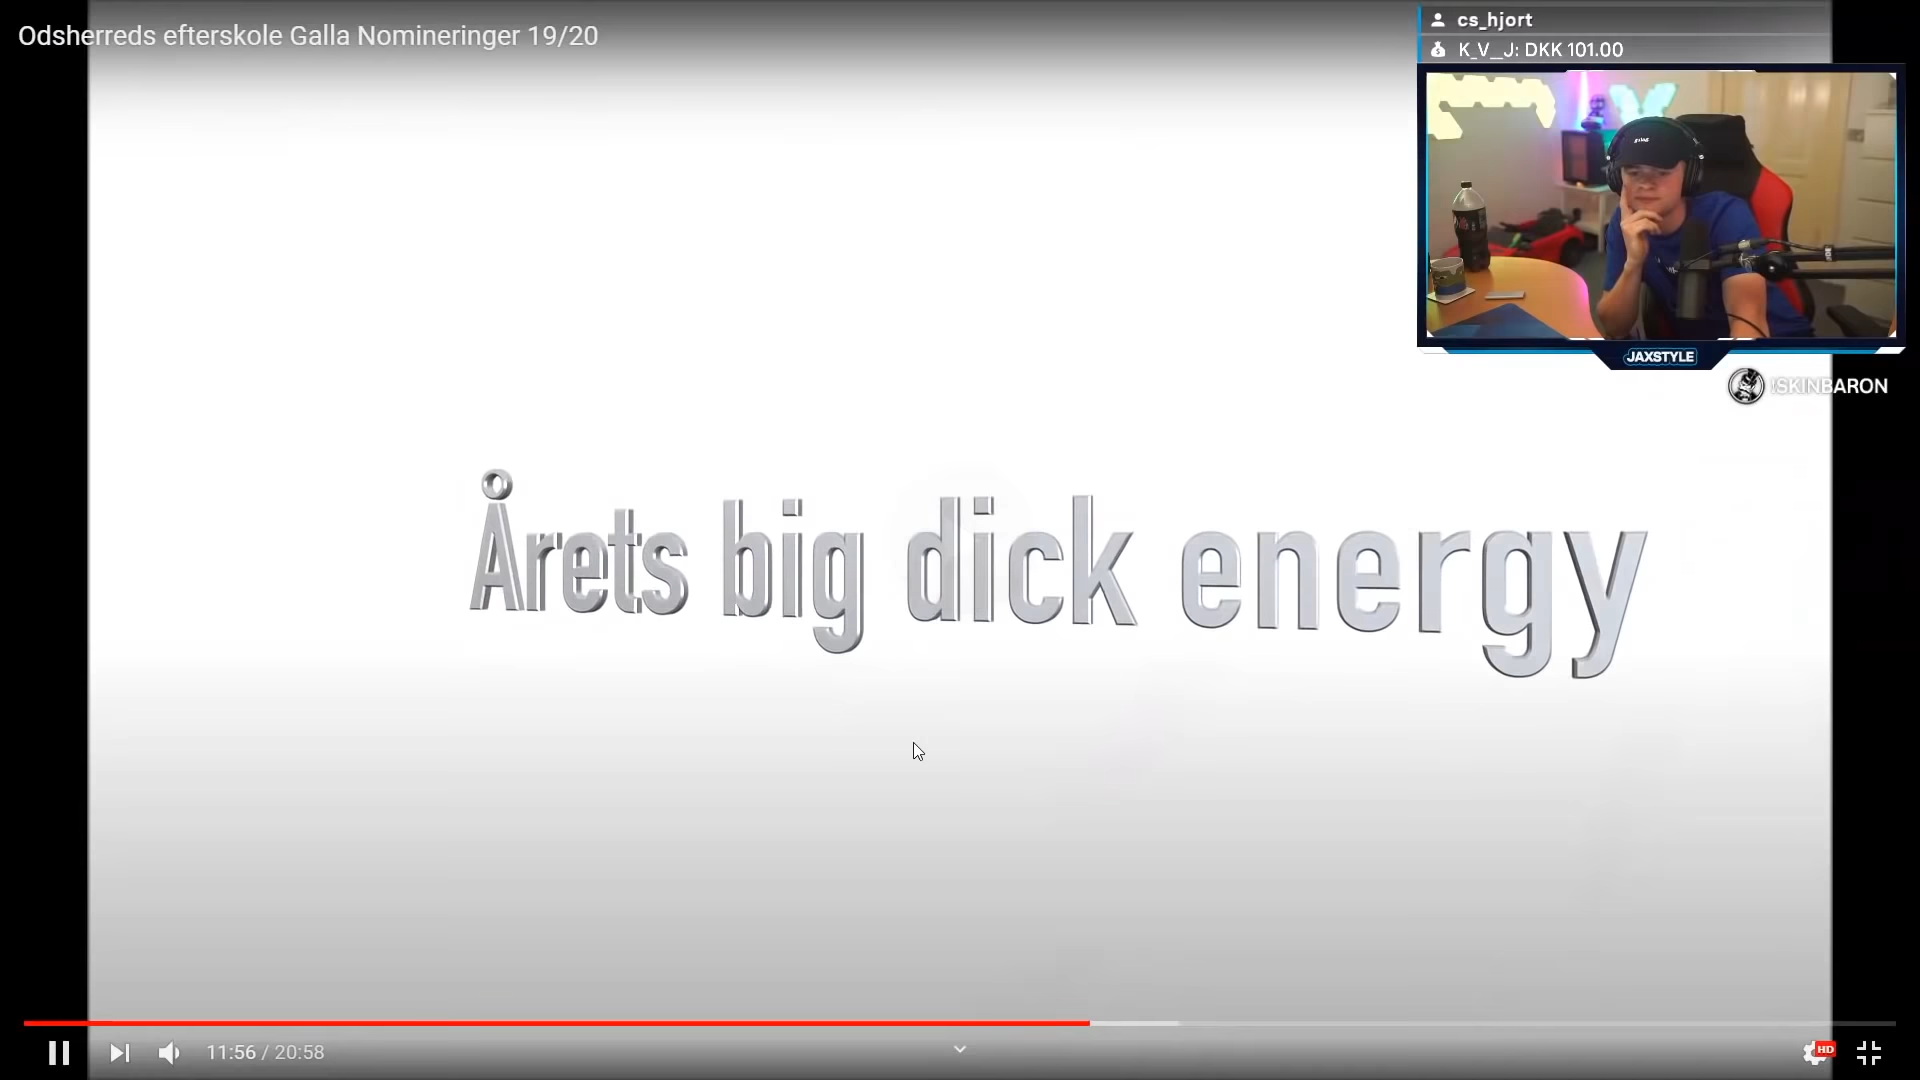 Odsherreds efterskole Galla Nomineringer 19/20
cs_hjort
K_V_J: DKK 101.00
JAXSTYLE
!SKINBARON
Årets big dick energy
11:56 / 20:58
HD